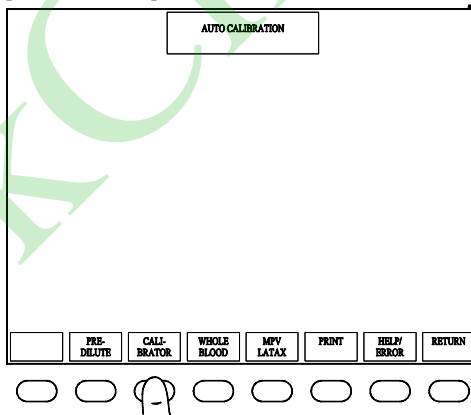 AUTO CALIBRATION
PRE-
DILUTE
CALI-
BRATOR
WHOLE
BLOOD
MPV
LATAX
PRINT
HELP/
ERROR
RETURN